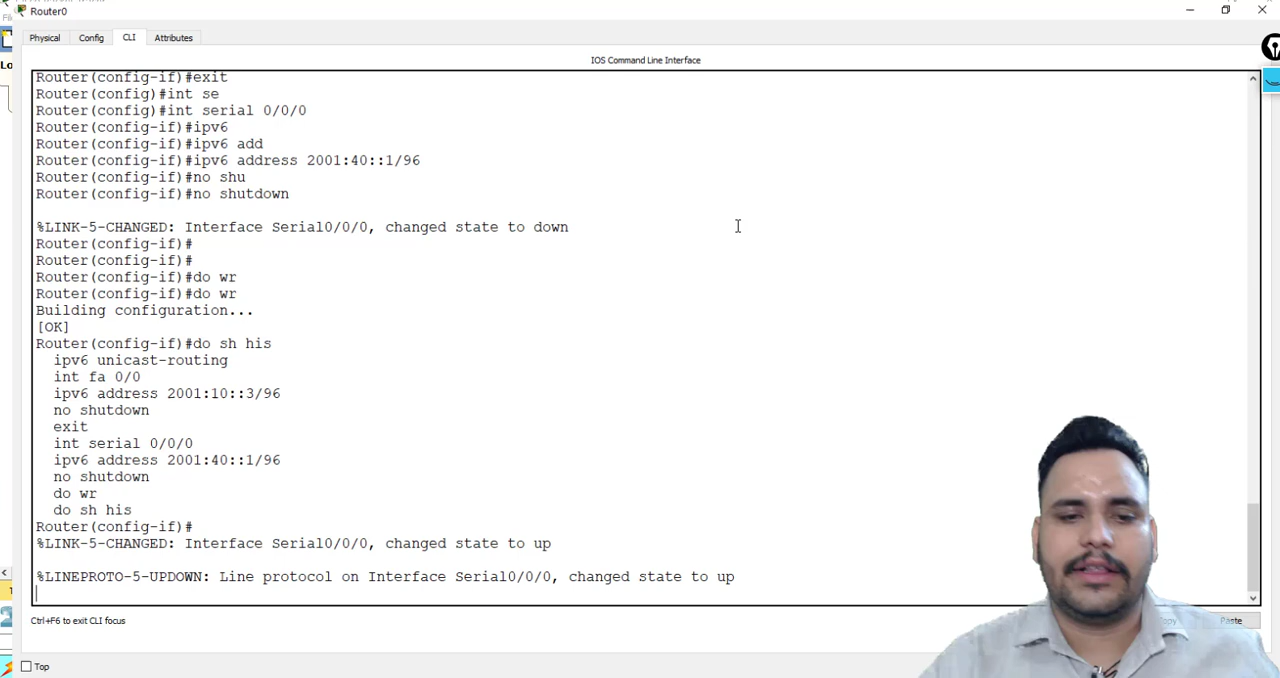 Router0
Physical
Config
CLI
Attributes
IOS Command Line Interface
Router(config-if)#exit
Router(config)#int se
Router(config)#int serial 0/0/0
Router(config-if)#ipv6
Router(config-if)#ipv6 add
Router(config-if)#ipv6 address 2001:40::1/96
Router(config-if)#no shu
Router(config-if)#no shutdown
%LINK-5-CHANGED: Interface Serial0/0/0, changed state to down
Router(config-if)#
Router(config-if)#
Router(config-if)#do wr
Router(config-if)#do wr
Building configuration...
[OK]
Router(config-if)#do sh his
ipv6 unicast-routing
int fa 0/0
ipv6 address 2001:10::3/96
no shutdown
exit
int serial 0/0/0
ipv6 address 2001:40::1/96
no shutdown
do wr
do sh his
Router(config-if)#
%LINK-5-CHANGED: Interface Serial0/0/0, changed state to up
%LINEPROTO-5-UPDOWN: Line protocol on Interface Serial0/0/0, changed state to up
Ctrl+F6 to exit CLI focus
Paste
Top